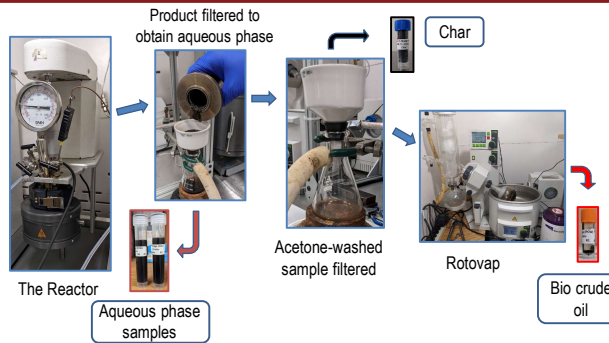 Product filtered to
obtain aqueous phase
Char
The Reactor
Aqueous phase
samples
Acetone-washed
sample filtered
Rotovap
Bio crude
oil